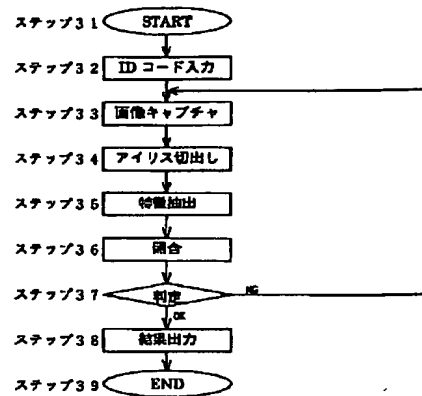 ステップ31 START
ステップ32 IDコード入力
ステップ33 画像キャプチャ
ステップ34 アイリス切出し
ステップ35 特徴抽出
ステップ36 照合
ステップ37 判定 NG
OK
ステップ38 結果出力
ステップ39 END